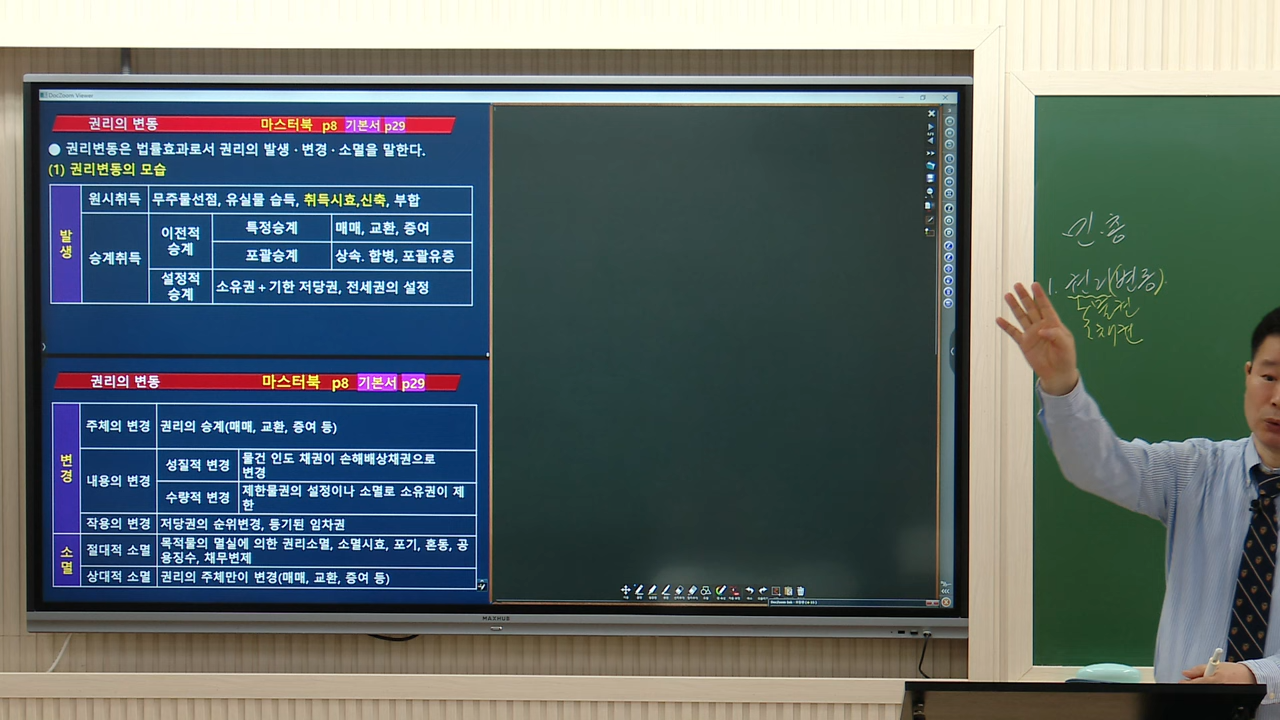 DocZoom Viewer
권리의 변동 마스터북 p8 기본서 p29
● 권리변동은 법률효과로서 권리의 발생 · 변경 · 소멸을 말한다.
(1) 권리변동의 모습
발생
원시취득 무주물선점, 유실물 습득, 취득시효,신축, 부합
승계취득
이전적 승계
특정승계 매매, 교환, 증여
포괄승계 상속. 합병, 포괄유증
설정적 승계
소유권 + 기한 저당권, 전세권의 설정
권리의 변동 마스터북 p8 기본서 p29
변경
주체의 변경 권리의 승계(매매, 교환, 증여 등)
내용의 변경
성질적 변경 물건 인도 채권이 손해배상채권으로
변경
수량적 변경 제한물권의 설정이나 소멸로 소유권이 제
한
작용의 변경 저당권의 순위변경, 등기된 임차권
소멸
절대적 소멸 목적물의 멸실에 의한 권리소멸, 소멸시효, 포기, 혼동, 공
용징수, 채무변제
상대적 소멸 권리의 주체만이 변경(매매, 교환, 증여 등)
MAXHUB
민.총
1. 권리(변동)
물권
채권